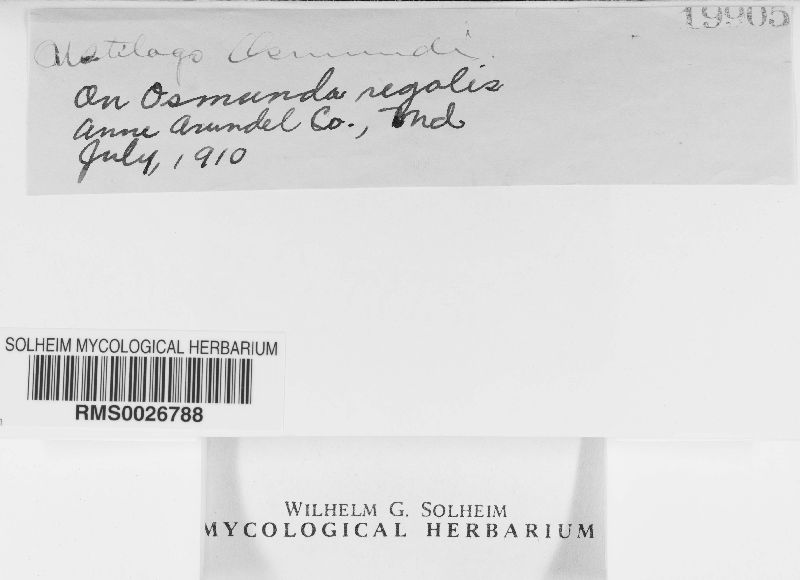 19905
Ustilago Osmundi.
On Osmunda regalis
Anne Arundel Co., Md
July, 1910
SOLHEIM MYCOLOGICAL HERBARIUM
RMS0026788
WILHELM G. SOLHEIM
MYCOLOGICAL HERBARIUM